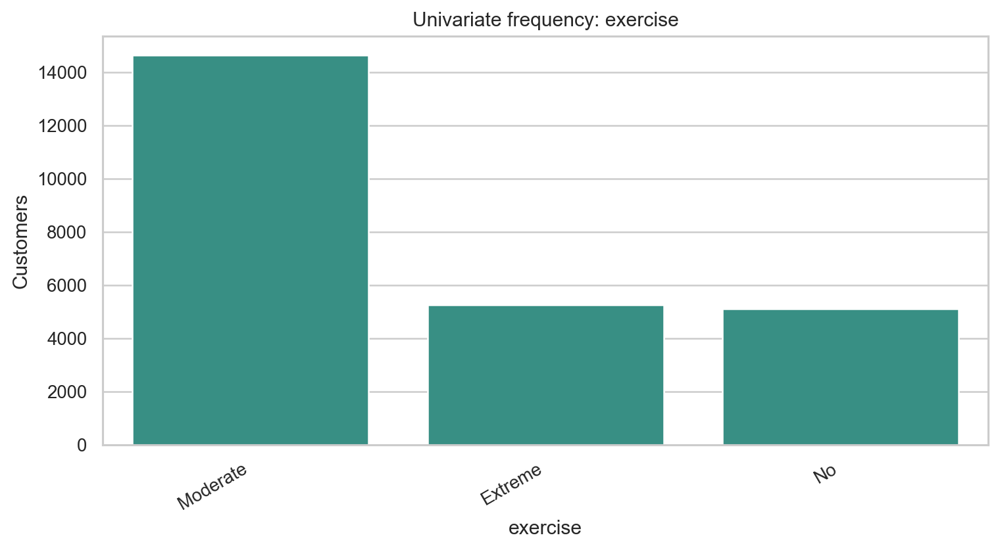 Univariate frequency: exercise
Customers
14000
12000
10000
8000
6000
4000
2000
0
Moderate
Extreme
No
exercise